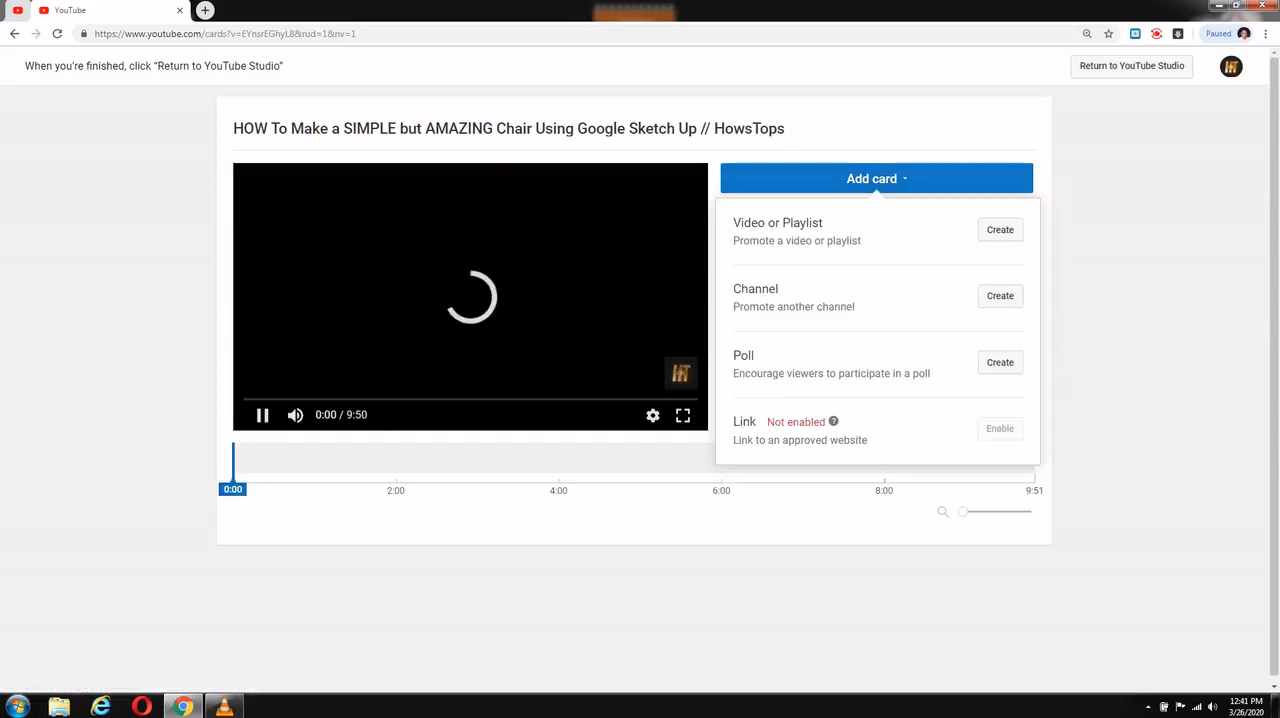 YouTube
https://www.youtube.com/cards?v=EYnsrEGhyL8&rud=1&nv=1
Paused
When you're finished, click "Return to YouTube Studio"
Return to YouTube Studio
HT
HOW To Make a SIMPLE but AMAZING Chair Using Google Sketch Up // HowsTops
Add card
Video or Playlist
Promote a video or playlist
Create
Channel
Promote another channel
Create
Poll
Encourage viewers to participate in a poll
Create
Link Not enabled
Link to an approved website
Enable
HT
0:00 / 9:50
0:00
2:00
4:00
6:00
8:00
9:51
12:41 PM
3/26/2020